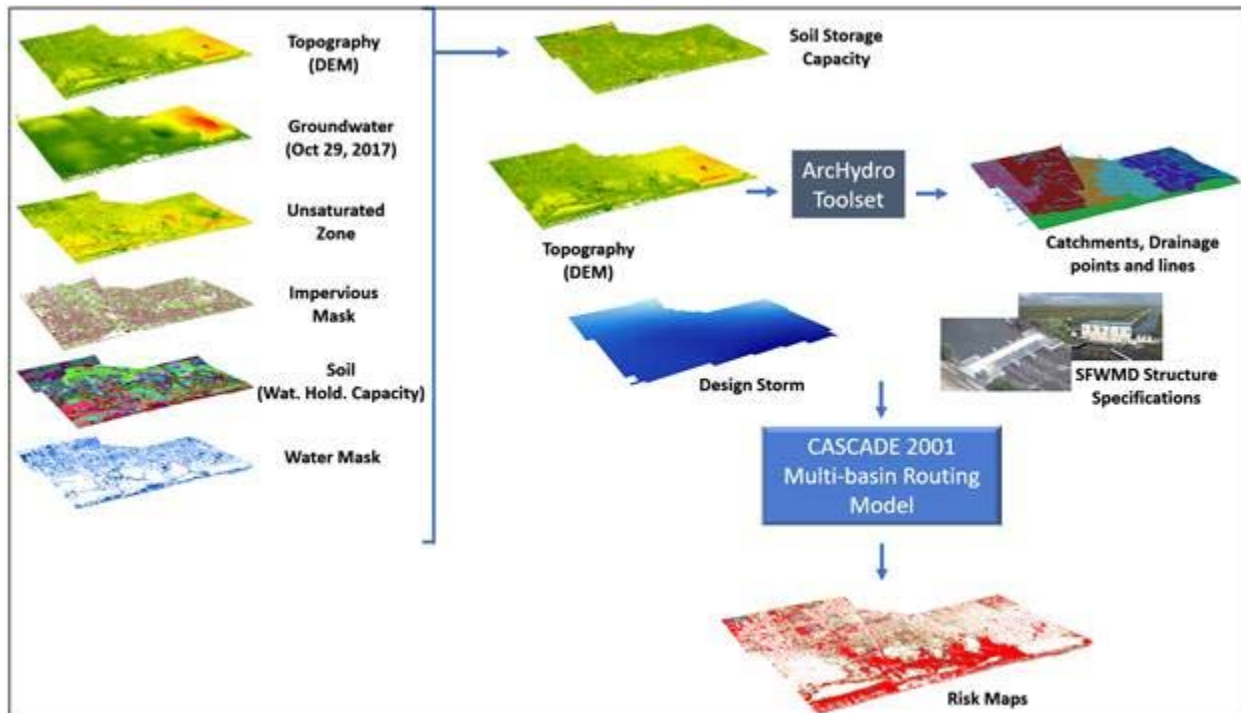 Topography
(DEM)
Groundwater
(Oct 29, 2017)
Unsaturated
Zone
Impervious
Mask
Soil
(Wat. Hold. Capacity)
Water Mask
Soil Storage
Capacity
Topography
(DEM)
ArcHydro
Toolset
Catchments, Drainage
points and lines
Design Storm
SFWMD Structure
Specifications
CASCADE 2001
Multi-basin Routing
Model
Risk Maps